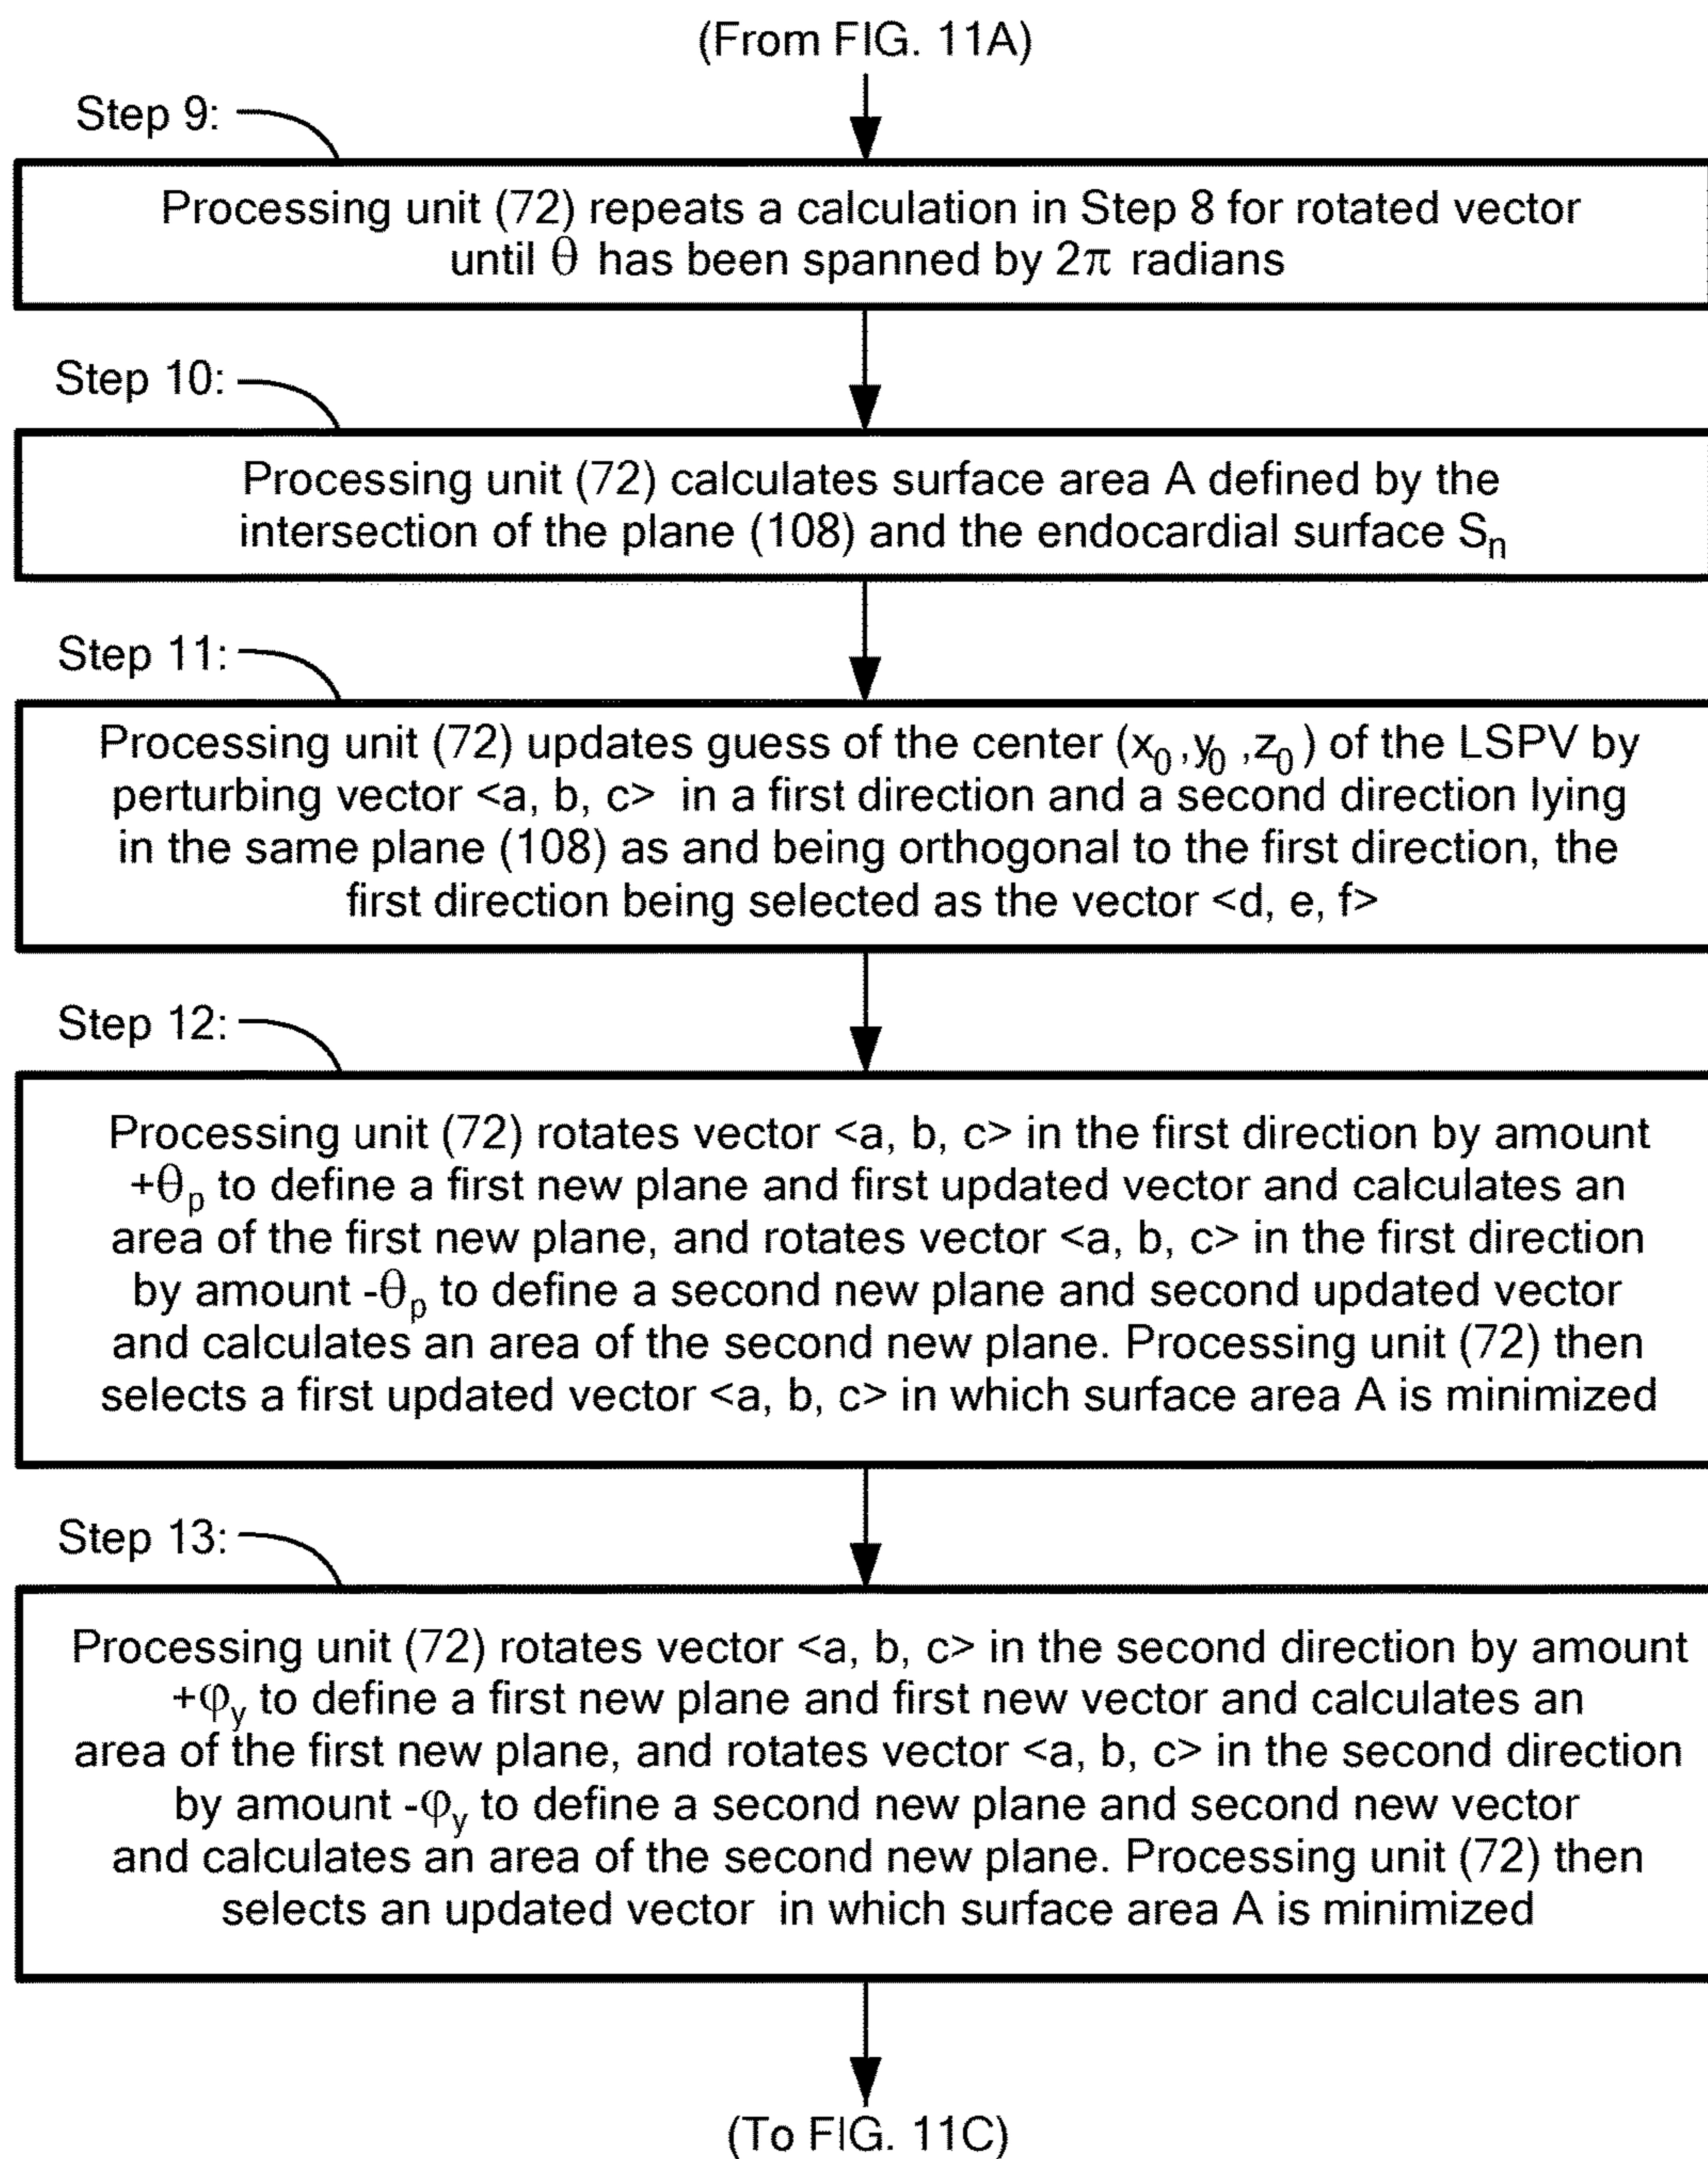 (From FIG. 11A)
Step 9:
Processing unit (72) repeats a calculation in Step 8 for rotated vector
until θ has been spanned by 2π radians
Step 10:
Processing unit (72) calculates surface area A defined by the
intersection of the plane (108) and the endocardial surface Sₙ
Step 11:
Processing unit (72) updates guess of the center (x₀ ,y₀ ,z₀ ) of the LSPV by
perturbing vector <a, b, c> in a first direction and a second direction lying
in the same plane (108) as and being orthogonal to the first direction, the
first direction being selected as the vector <d, e, f>
Step 12:
Processing unit (72) rotates vector <a, b, c> in the first direction by amount
+θₚ to define a first new plane and first updated vector and calculates an
area of the first new plane, and rotates vector <a, b, c> in the first direction
by amount -θₚ to define a second new plane and second updated vector
and calculates an area of the second new plane. Processing unit (72) then
selects a first updated vector <a, b, c> in which surface area A is minimized
Step 13:
Processing unit (72) rotates vector <a, b, c> in the second direction by amount
+φy to define a first new plane and first new vector and calculates an
area of the first new plane, and rotates vector <a, b, c> in the second direction
by amount -φy to define a second new plane and second new vector
and calculates an area of the second new plane. Processing unit (72) then
selects an updated vector in which surface area A is minimized
(To FIG. 11C)